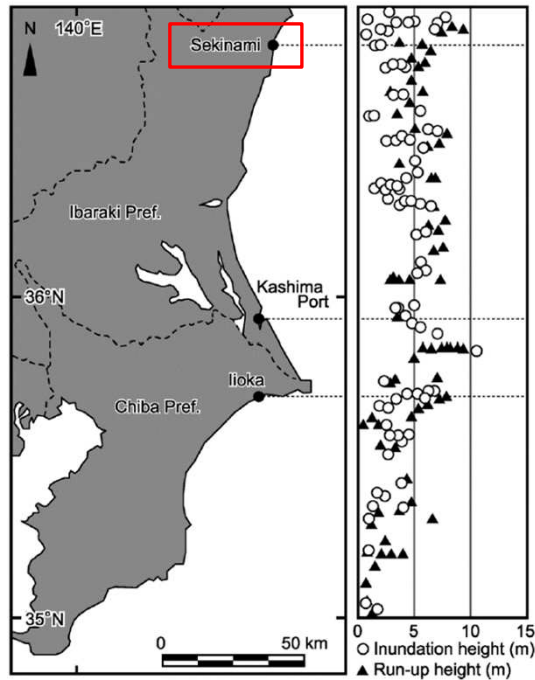 N
140°E
Sekinami
Ibaraki Pref.
36°N
Kashima
Port
Iioka
Chiba Pref.
35°N
0 50 km
0 5 10 15
Inundation height (m)
Run-up height (m)